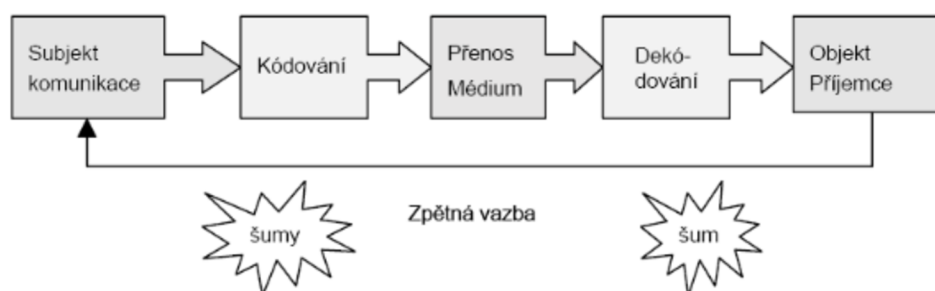 Subjekt
komunikace
Kódování
Přenos
Médium
Dekó-
dování
Objekt
Příjemce
Zpětná vazba
šumy
šum